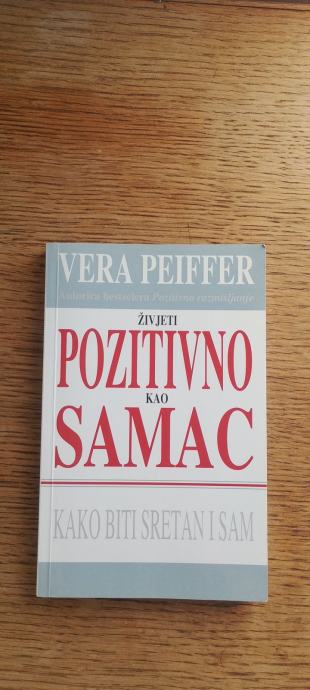 VERA PEIFFER
Autorica bestselera Pozitivno razmišljanje
ŽIVJETI
POZITIVNO
KAO
SAMAC
KAKO BITI SRETAN I SAM